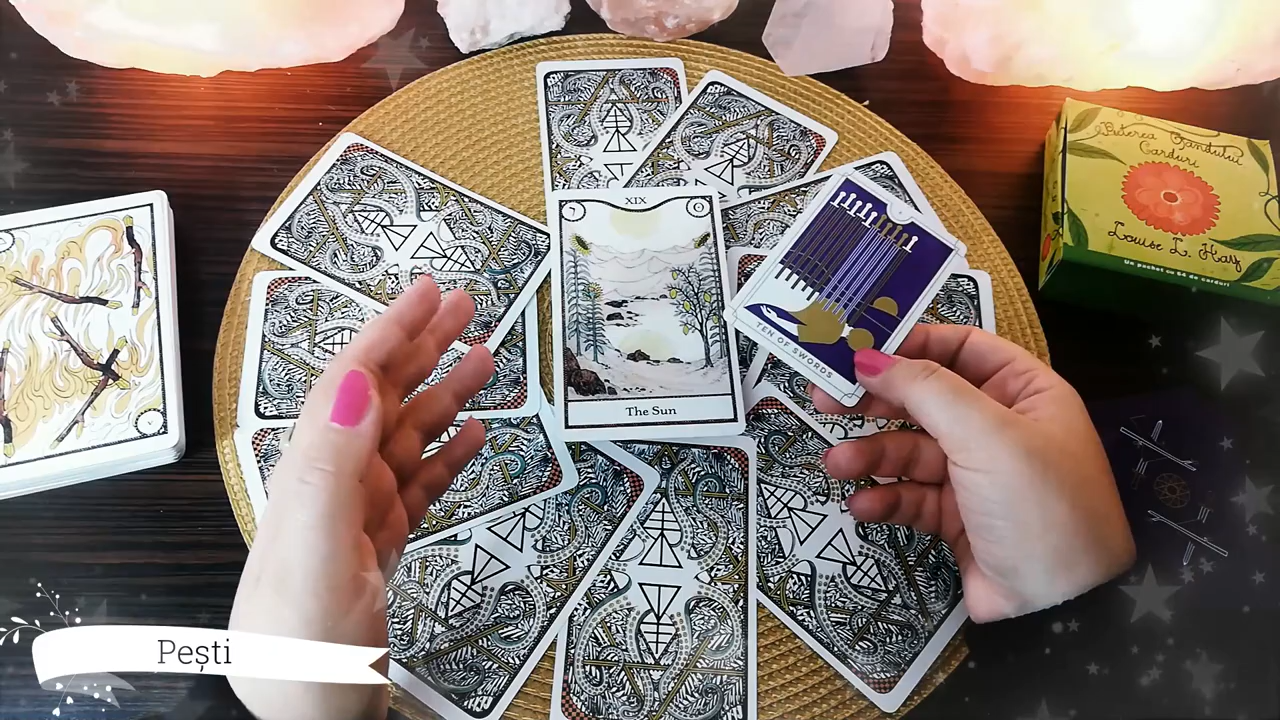 Puterea Gândului
Carduri
Louise L. Hay
Un pachet cu 64 de carduri
XIX
The Sun
TEN OF SWORDS
Pești